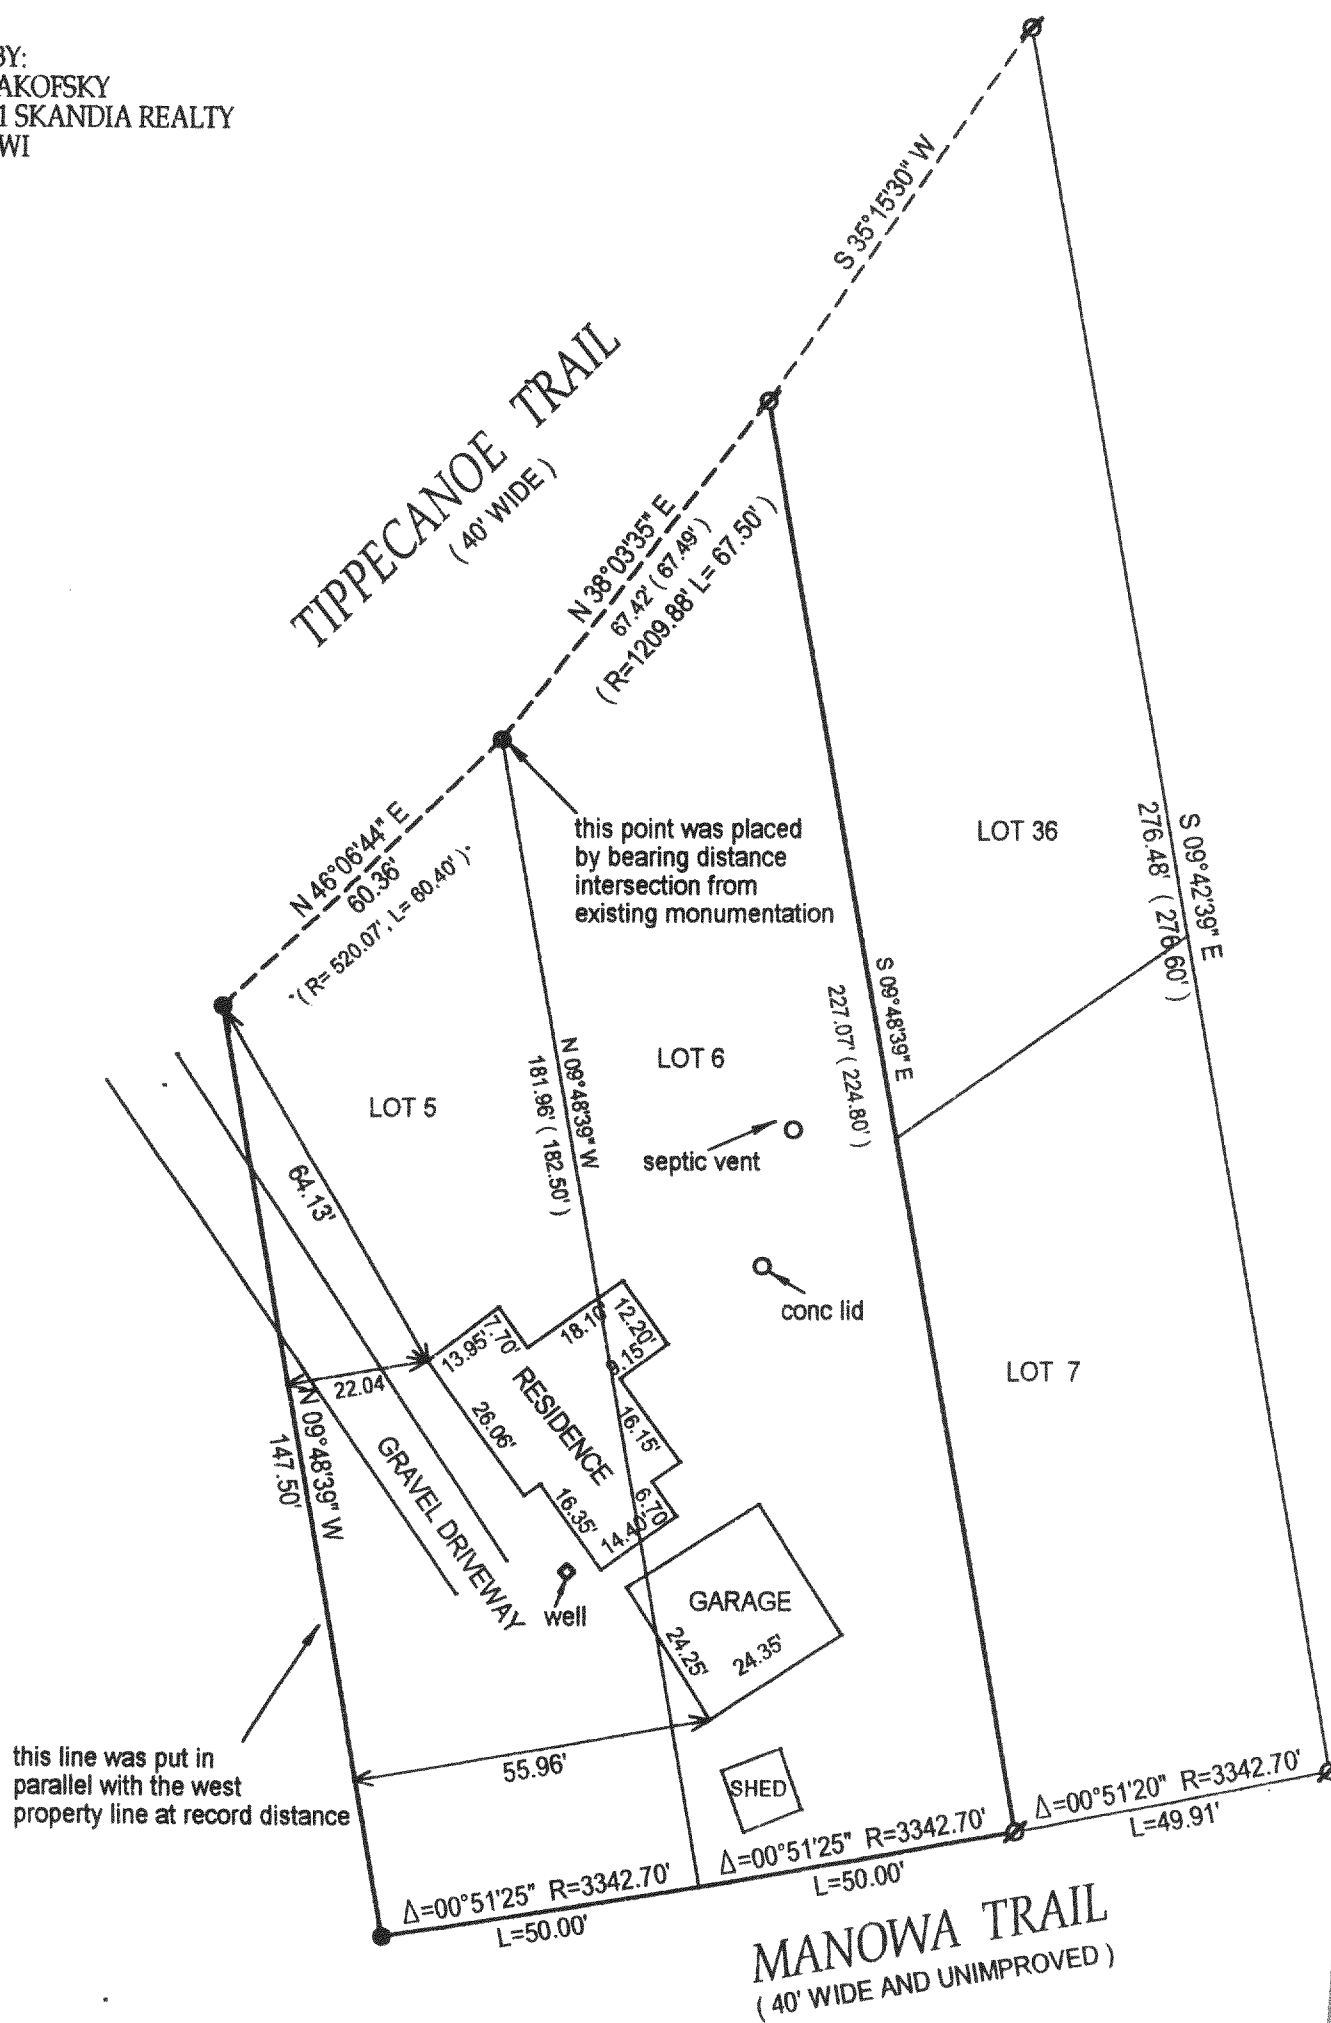 BY:
AKOFSKY
1 SKANDIA REALTY
WI
S 35°15'30" W
TIPPECANOE TRAIL
( 40' WIDE )
N 38°03'35" E
67.42' ( 67.49' )
( R=1209.88' L= 67.50' )
N 46°06'44" E
60.36'
"( R= 520.07', L= 60.40' )"
this point was placed
by bearing distance
intersection from
existing monumentation
LOT 36
S 09°42'39" E
276.48' ( 276.60' )
S 09°48'39" E
227.07' ( 224.80' )
N 09°48'39" W
181.96' ( 182.50' )
LOT 6
LOT 5
septic vent
64.13'
conc lid
12.20'
18.10'
7.70'
13.95'
9.15'
22.04
RESIDENCE
LOT 7
26.06'
16.15'
N 09°48'39" W
147.50'
GRAVEL DRIVEWAY
16.35'
6.70
14.40'
well
GARAGE
24.25'
24.35'
this line was put in
parallel with the west
property line at record distance
55.96'
SHED
Δ=00°51'20" R=3342.70'
L=49.91'
Δ=00°51'25" R=3342.70'
L=50.00'
Δ=00°51'25" R=3342.70'
L=50.00'
MANOWA TRAIL
( 40' WIDE AND UNIMPROVED )